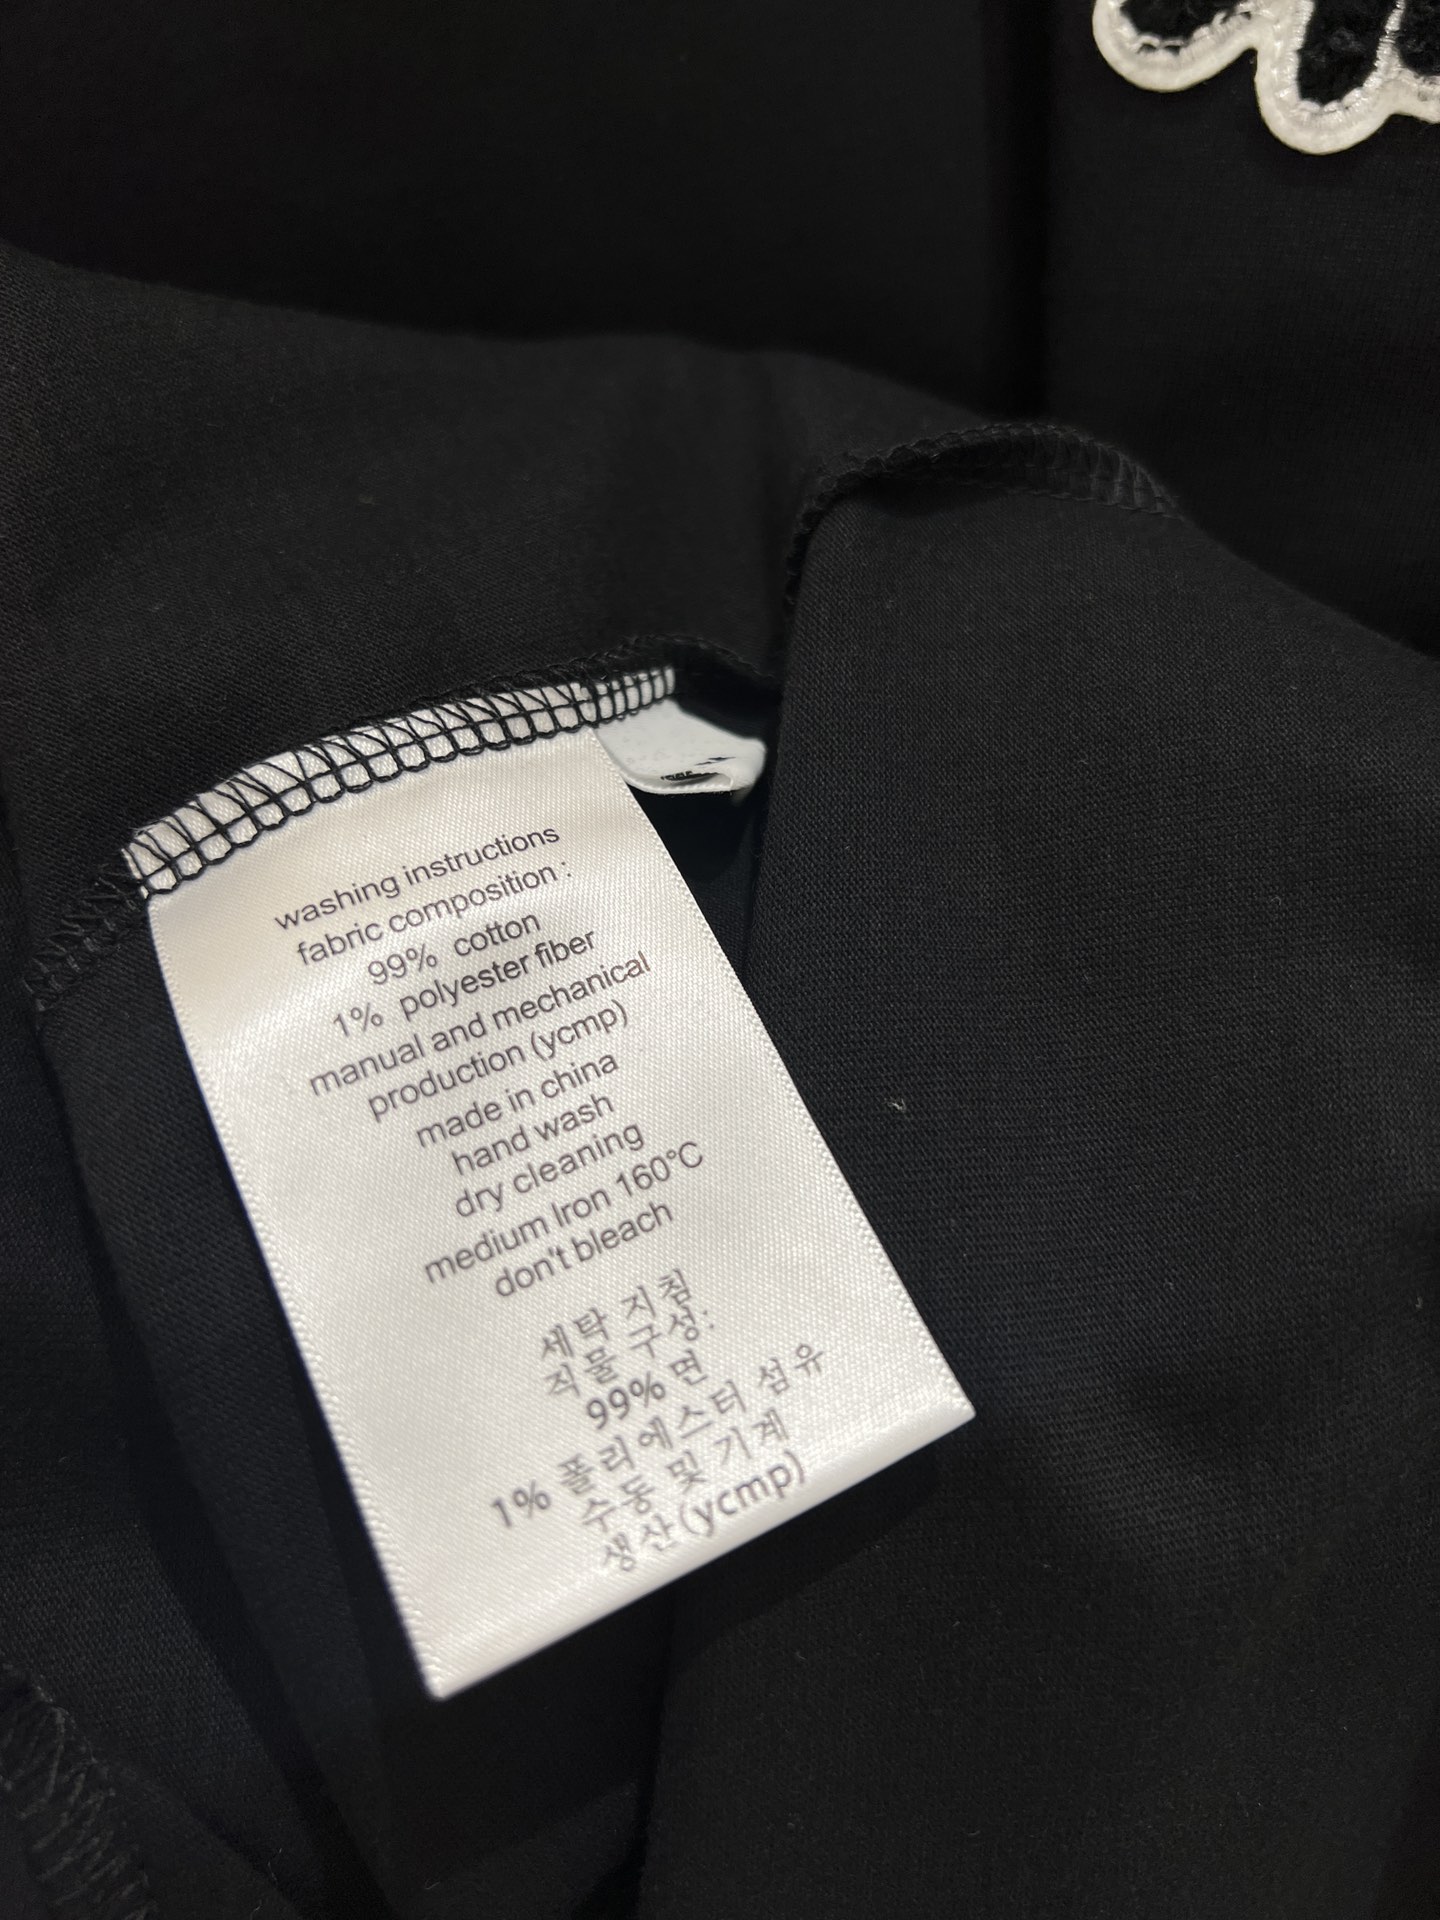 washing instructions
fabric composition :
99% cotton
1% polyester fiber
manual and mechanical
production (ycmp)
made in china
hand wash
dry cleaning
medium Iron 160°C
don't bleach
세탁 지침
직물 구성:
99% 면
1% 폴리에스터 섬유
수동 및 기계
생산(ycmp)